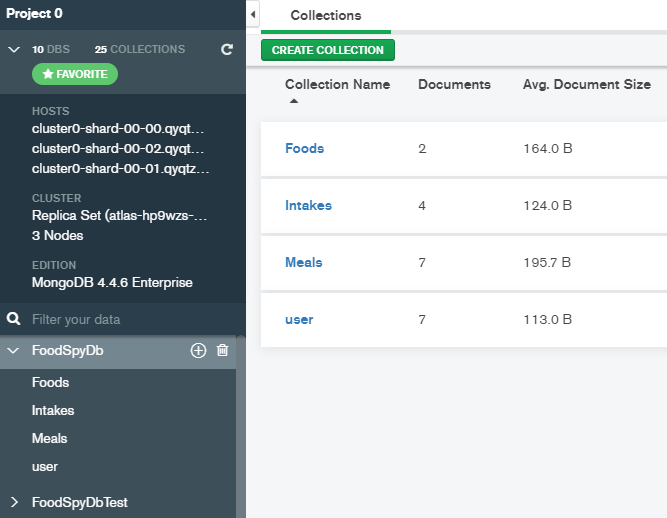 Project 0
10 DBS 25 COLLECTIONS
FAVORITE
HOSTS
cluster0-shard-00-00.qyqt...
cluster0-shard-00-02.qyqt...
cluster0-shard-00-01.qyqtz...
CLUSTER
Replica Set (atlas-hp9wzs-...
3 Nodes
EDITION
MongoDB 4.4.6 Enterprise
Filter your data
FoodSpyDb
Foods
Intakes
Meals
user
FoodSpyDbTest
Collections
CREATE COLLECTION
Collection Name Documents Avg. Document Size
Foods 2 164.0 B
Intakes 4 124.0 B
Meals 7 195.7 B
user 7 113.0 B